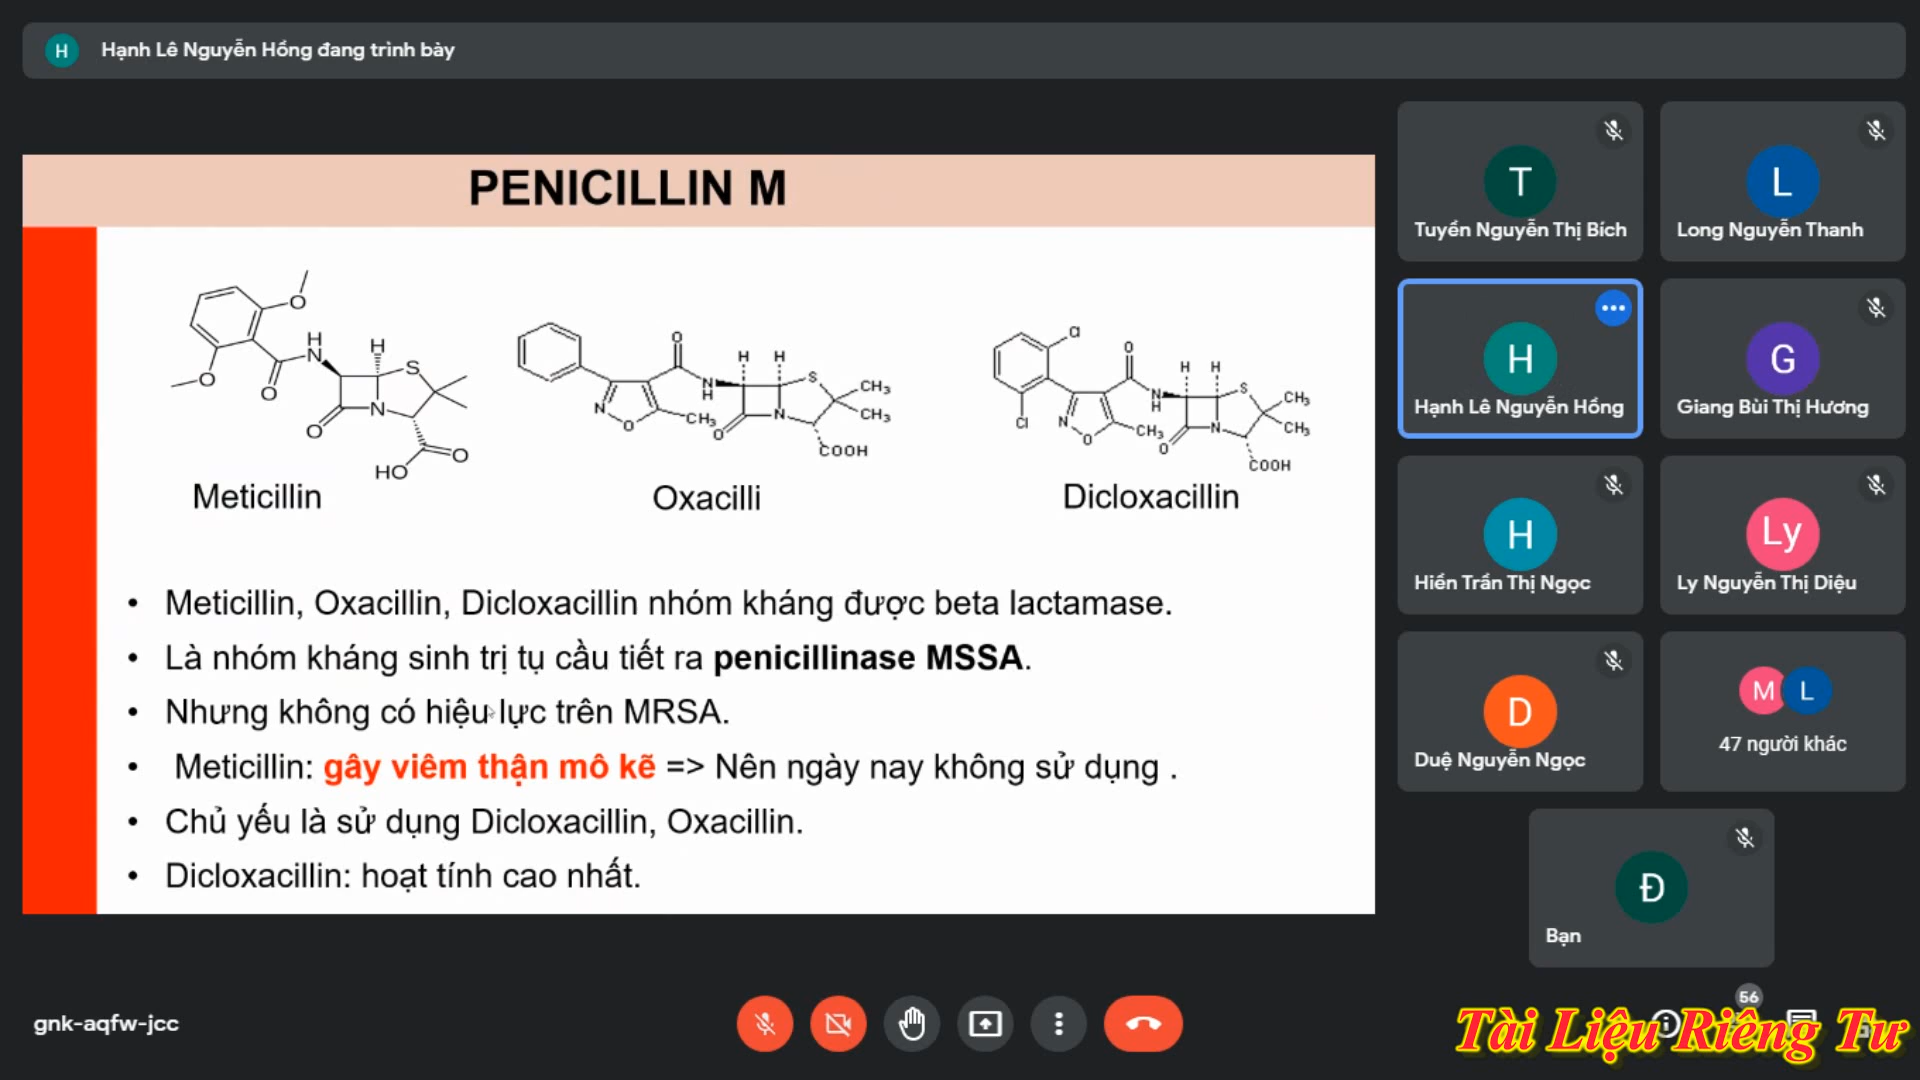 H Hạnh Lê Nguyễn Hồng đang trình bày
PENICILLIN M
Meticillin
Oxacilli
Dicloxacillin
• Meticillin, Oxacillin, Dicloxacillin nhóm kháng được beta lactamase.
• Là nhóm kháng sinh trị tụ cầu tiết ra penicillinase MSSA.
• Nhưng không có hiệu lực trên MRSA.
• Meticillin: gây viêm thận mô kẽ => Nên ngày nay không sử dụng .
• Chủ yếu là sử dụng Dicloxacillin, Oxacillin.
• Dicloxacillin: hoạt tính cao nhất.
T
Tuyền Nguyễn Thị Bích
L
Long Nguyễn Thanh
H
Hạnh Lê Nguyễn Hồng
G
Giang Bùi Thị Hương
H
Hiền Trần Thị Ngọc
Ly
Ly Nguyễn Thị Diệu
D
Duệ Nguyễn Ngọc
M L
47 người khác
Đ
Bạn
gnk-aqfw-jcc
56
Tài Liệu Riêng Tư